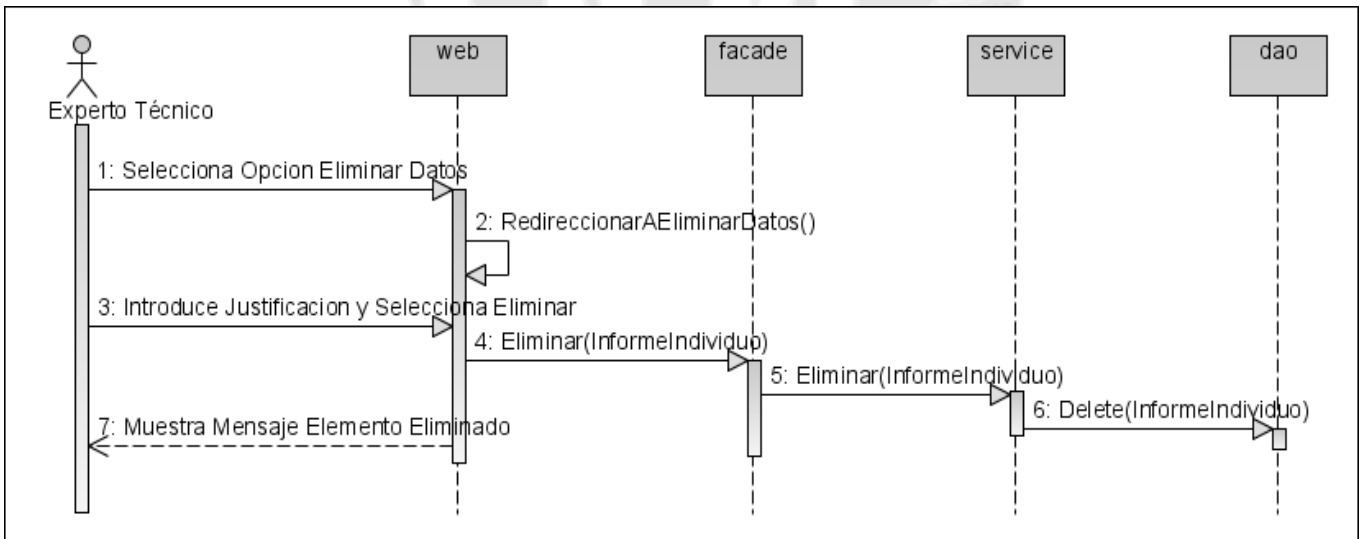 web
facade
service
dao
Experto Técnico
1: Selecciona Opcion Eliminar Datos
2: RedireccionarAEliminarDatos()
3: Introduce Justificacion y Selecciona Eliminar
4: Eliminar(InformeIndividuo)
5: Eliminar(InformeIndividuo)
6: Delete(InformeIndividuo)
7: Muestra Mensaje Elemento Eliminado